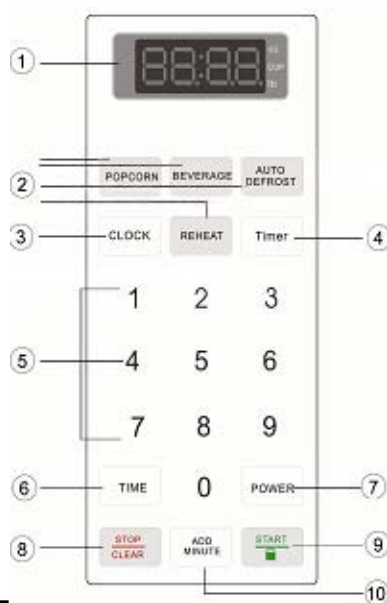 1
88:88
CUP
POPCORN BEVERAGE AUTO DEFROST
2
3 CLOCK REHEAT Timer 4
1 2 3
5 4 5 6
7 8 9
6 TIME 0 POWER 7
8 STOP CLEAR ADD MINUTE START 9
10